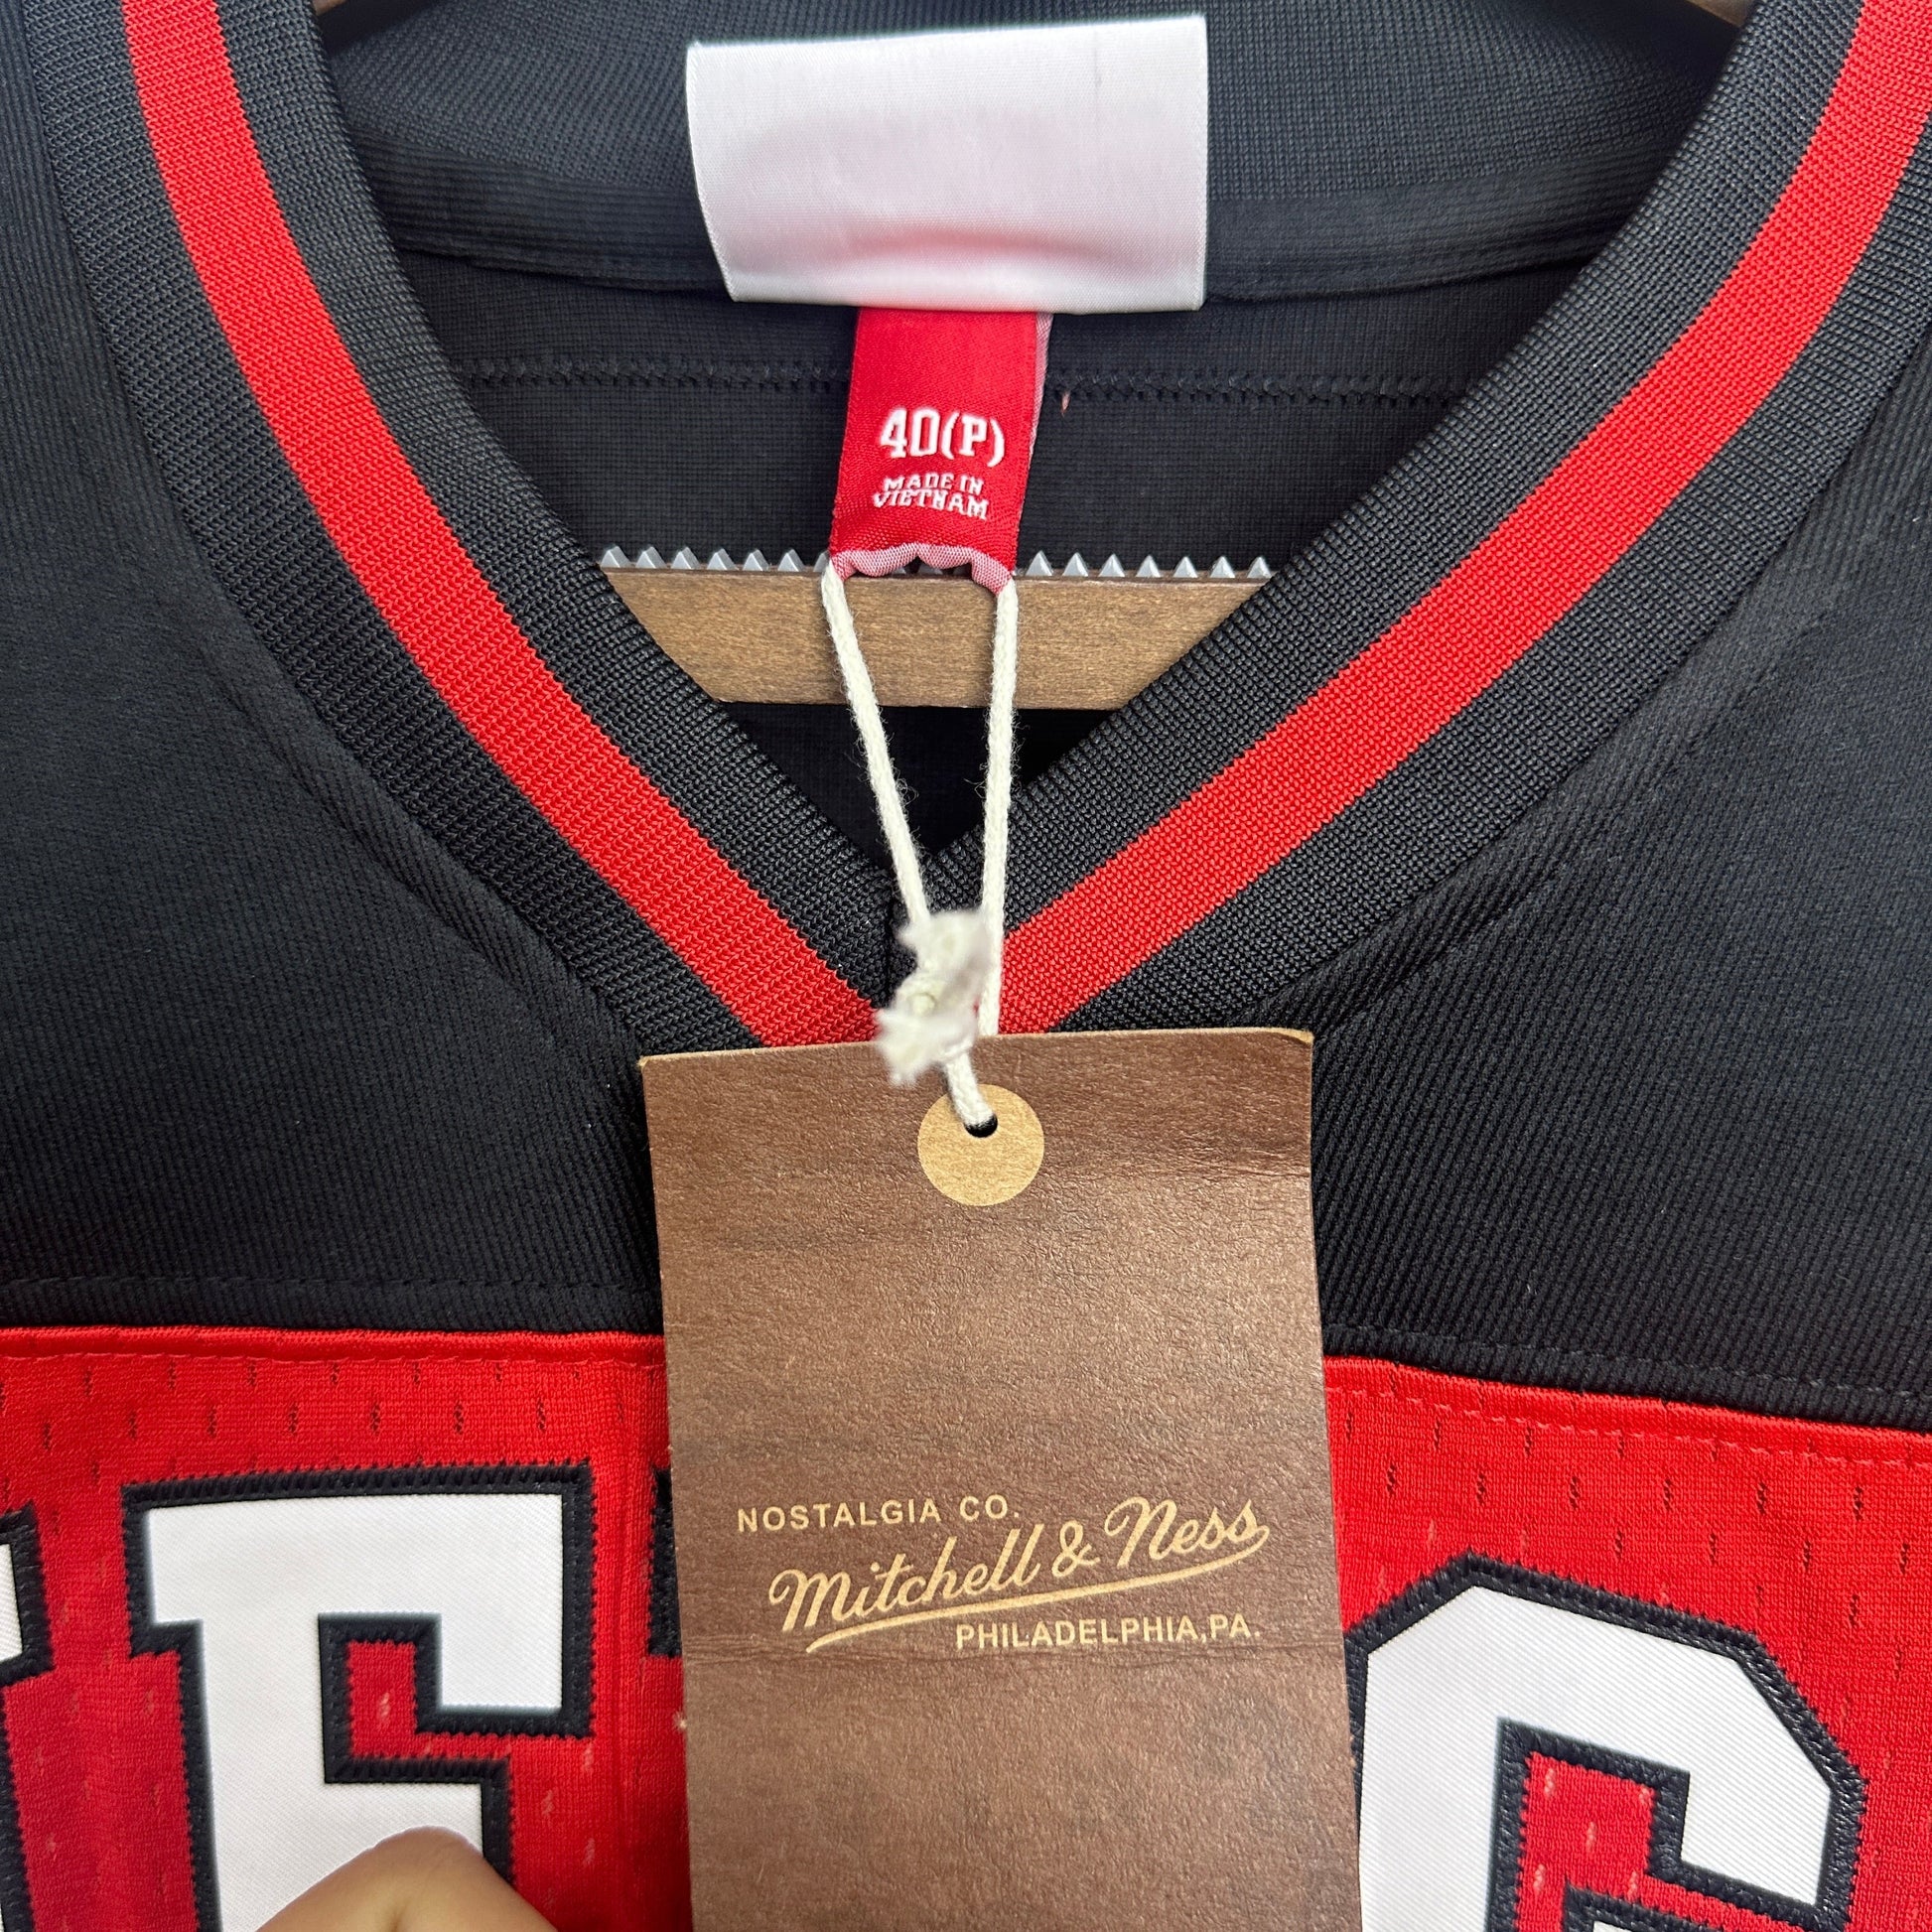 40(P)
MADE IN
VIETNAM
NOSTALGIA CO.
Mitchell & Ness
PHILADELPHIA, PA.